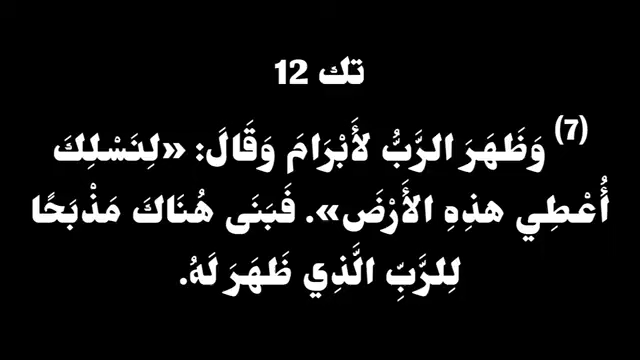 تك 12
(7) وَظَهَرَ الرَّبُّ لأَبْرَامَ وَقَالَ: «لِنَسْلِكَ
أُعْطِي هذِهِ الأَرْضَ». فَبَنَى هُنَاكَ مَذْبَحًا
لِلرَّبِّ الَّذِي ظَهَرَ لَهُ.